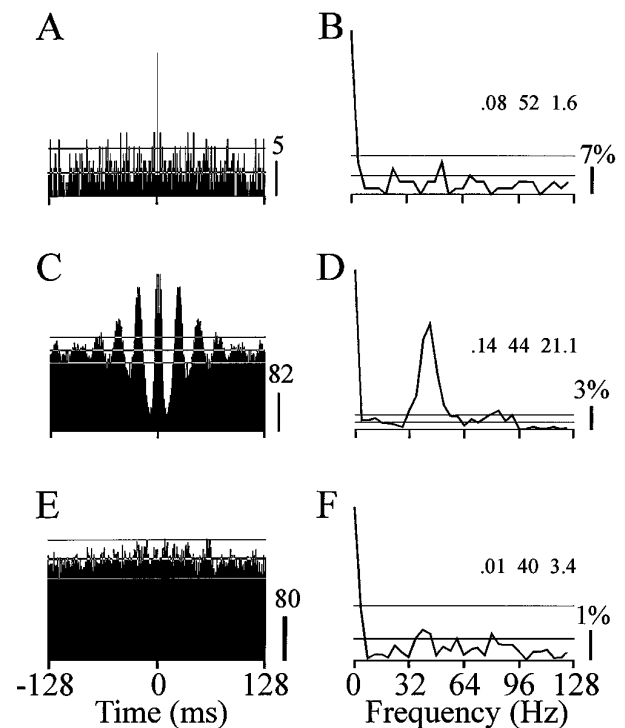 A
B
5
.08 52 1.6
7%
C
D
82
.14 44 21.1
3%
E
F
80
.01 40 3.4
1%
-128 0 128
0 32 64 96 128
Time (ms)
Frequency (Hz)